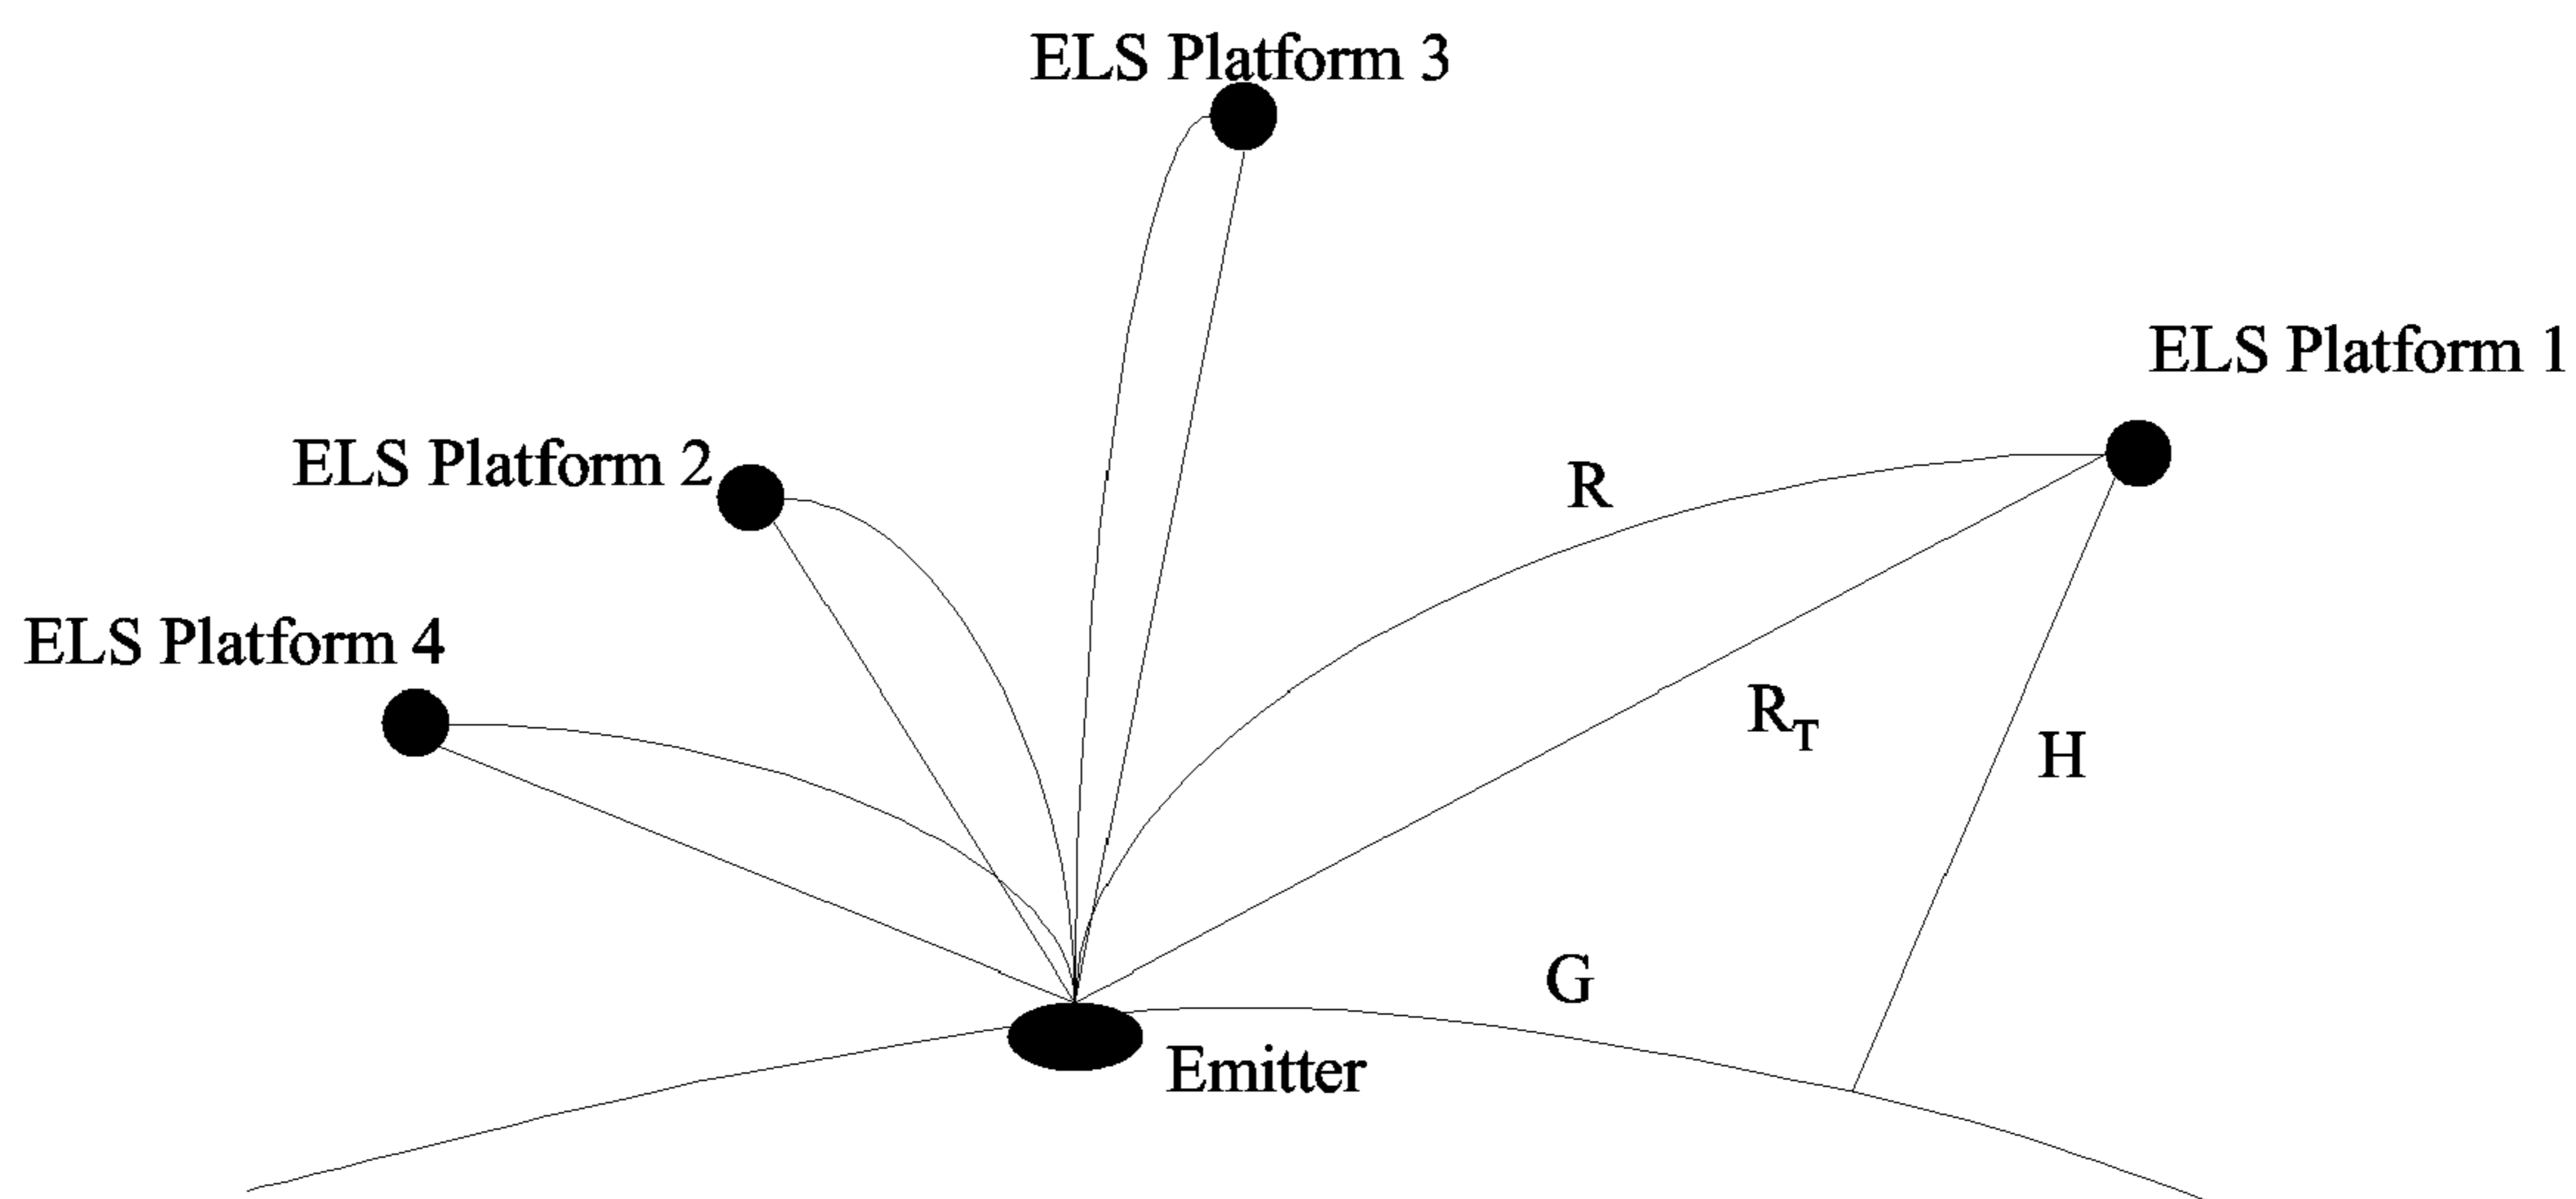 ELS Platform 3
ELS Platform 1
ELS Platform 2
R
ELS Platform 4
R_T
H
G
Emitter